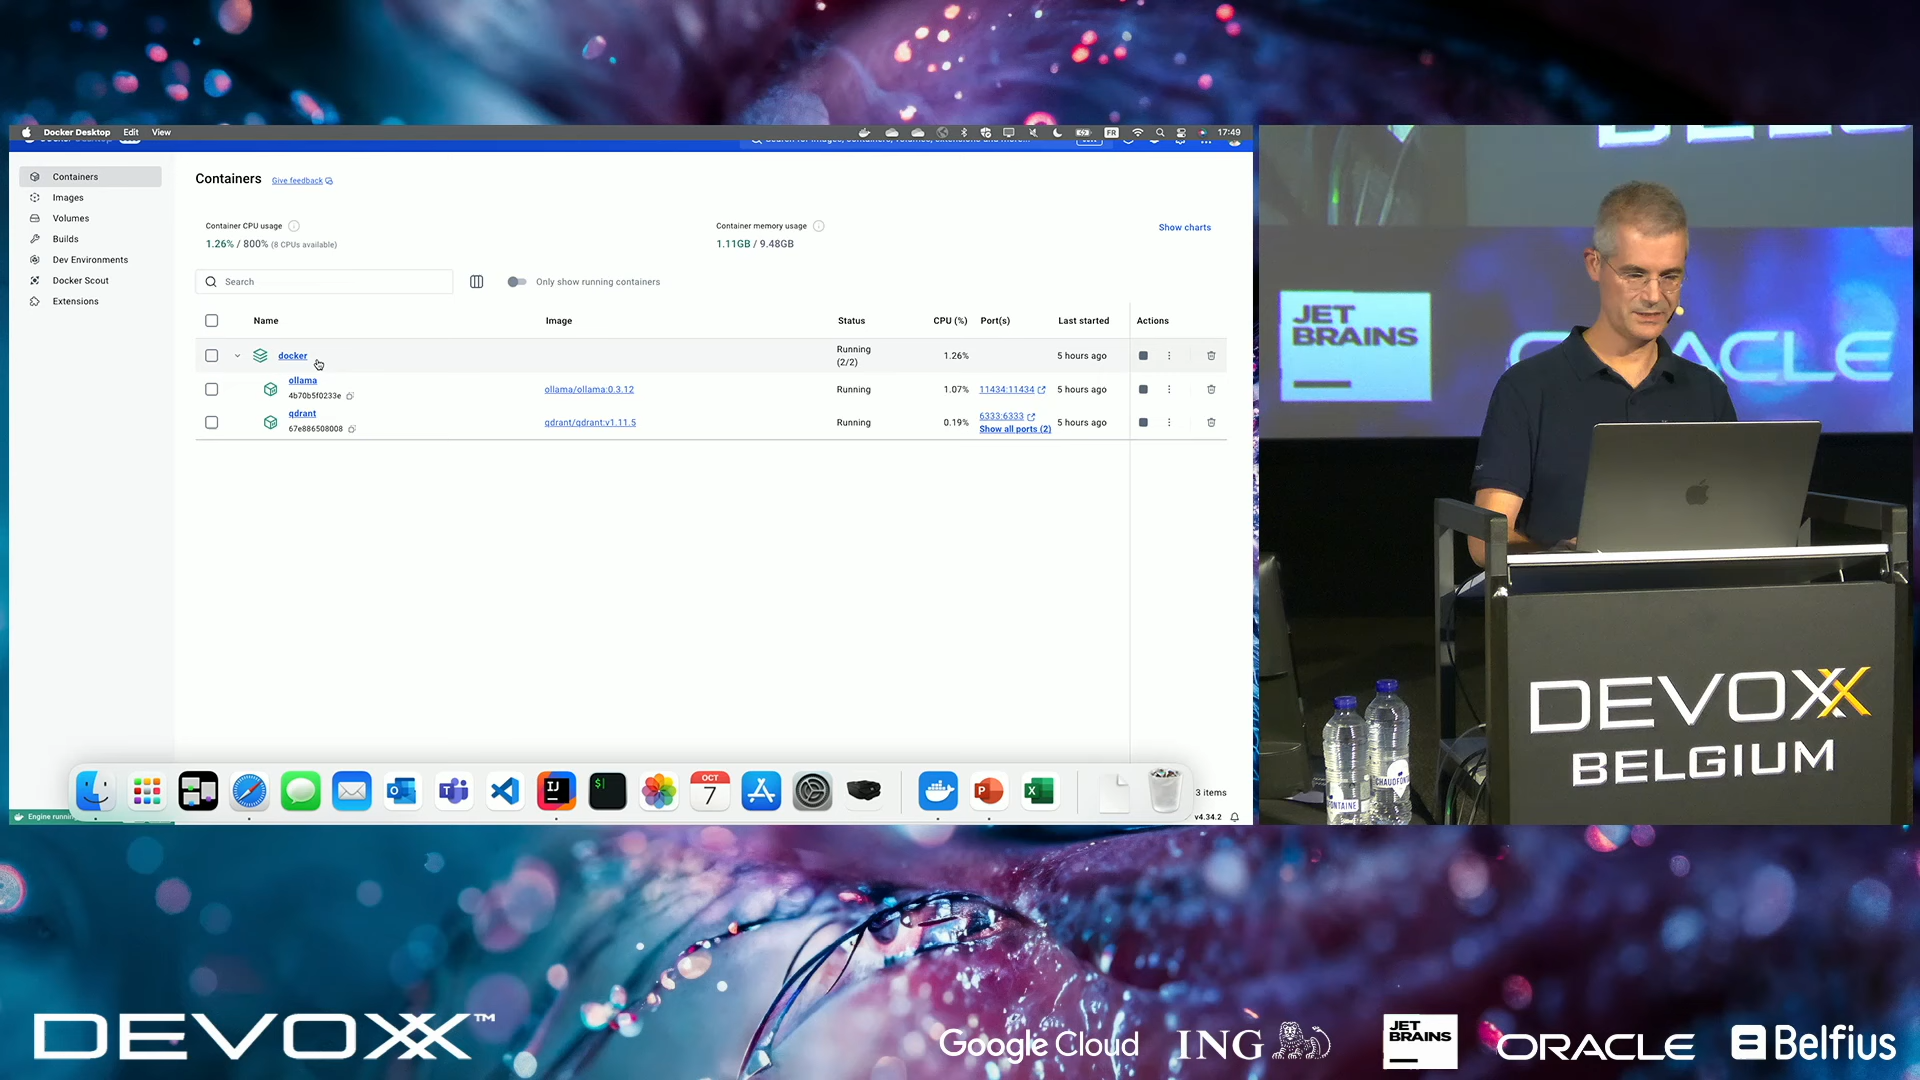 Docker Desktop Edit View
FR 17:49
Containers
Images
Volumes
Builds
Dev Environments
Docker Scout
Extensions
Containers Give feedback
Container CPU usage
1.26% / 800% (8 CPUs available)
Container memory usage
1.11GB / 9.48GB
Show charts
Search
Only show running containers
Name Image Status CPU (%) Port(s) Last started Actions
docker Running (2/2) 1.26% 5 hours ago
ollama
4b70b5f0233e
ollama/ollama:0.3.12 Running 1.07% 11434:11434 5 hours ago
qdrant
67e886508008
qdrant/qdrant:v1.11.5 Running 0.19% 6333:6333
Show all ports (2) 5 hours ago
OCT
7
3 items
Engine running
v4.34.2
JET
BRAINS
ORACLE
DEVOXX
BELGIUM
CHAUDFONTAINE
DEVOXX™
Google Cloud
ING
JET
BRAINS
ORACLE
Belfius